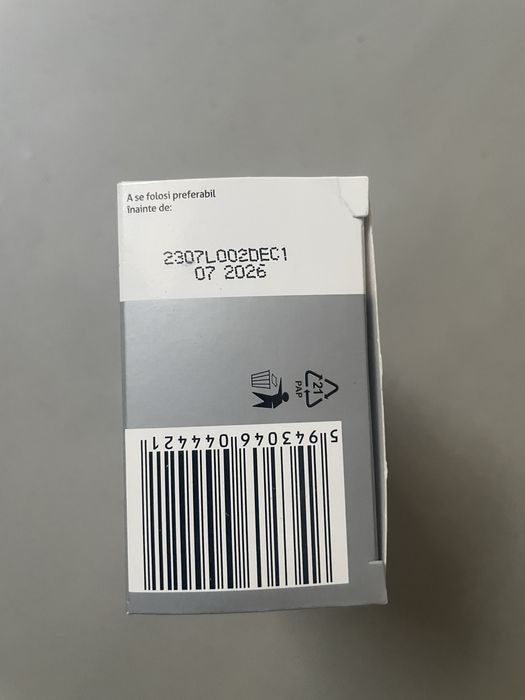 A se folosi preferabil
înainte de:
2307L002DEC1
07 2026
21
PAP
5 943046 044421